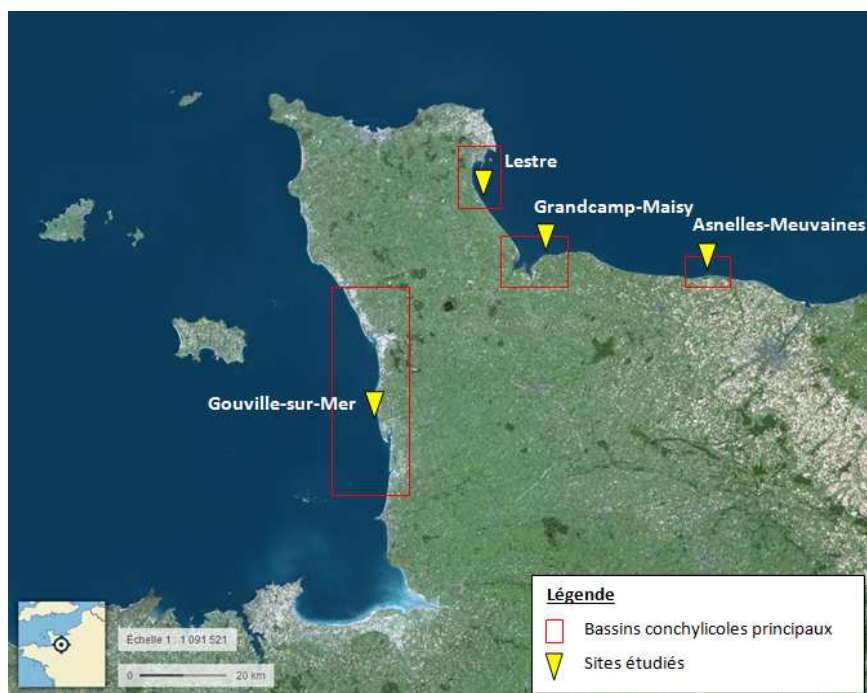 Lestre
Grandcamp-Maisy
Asnelles-Meuvaines
Gouville-sur-Mer
Légende
Bassins conchylicoles principaux
Sites étudiés
Échelle 1 : 1 091 521
0 20 km